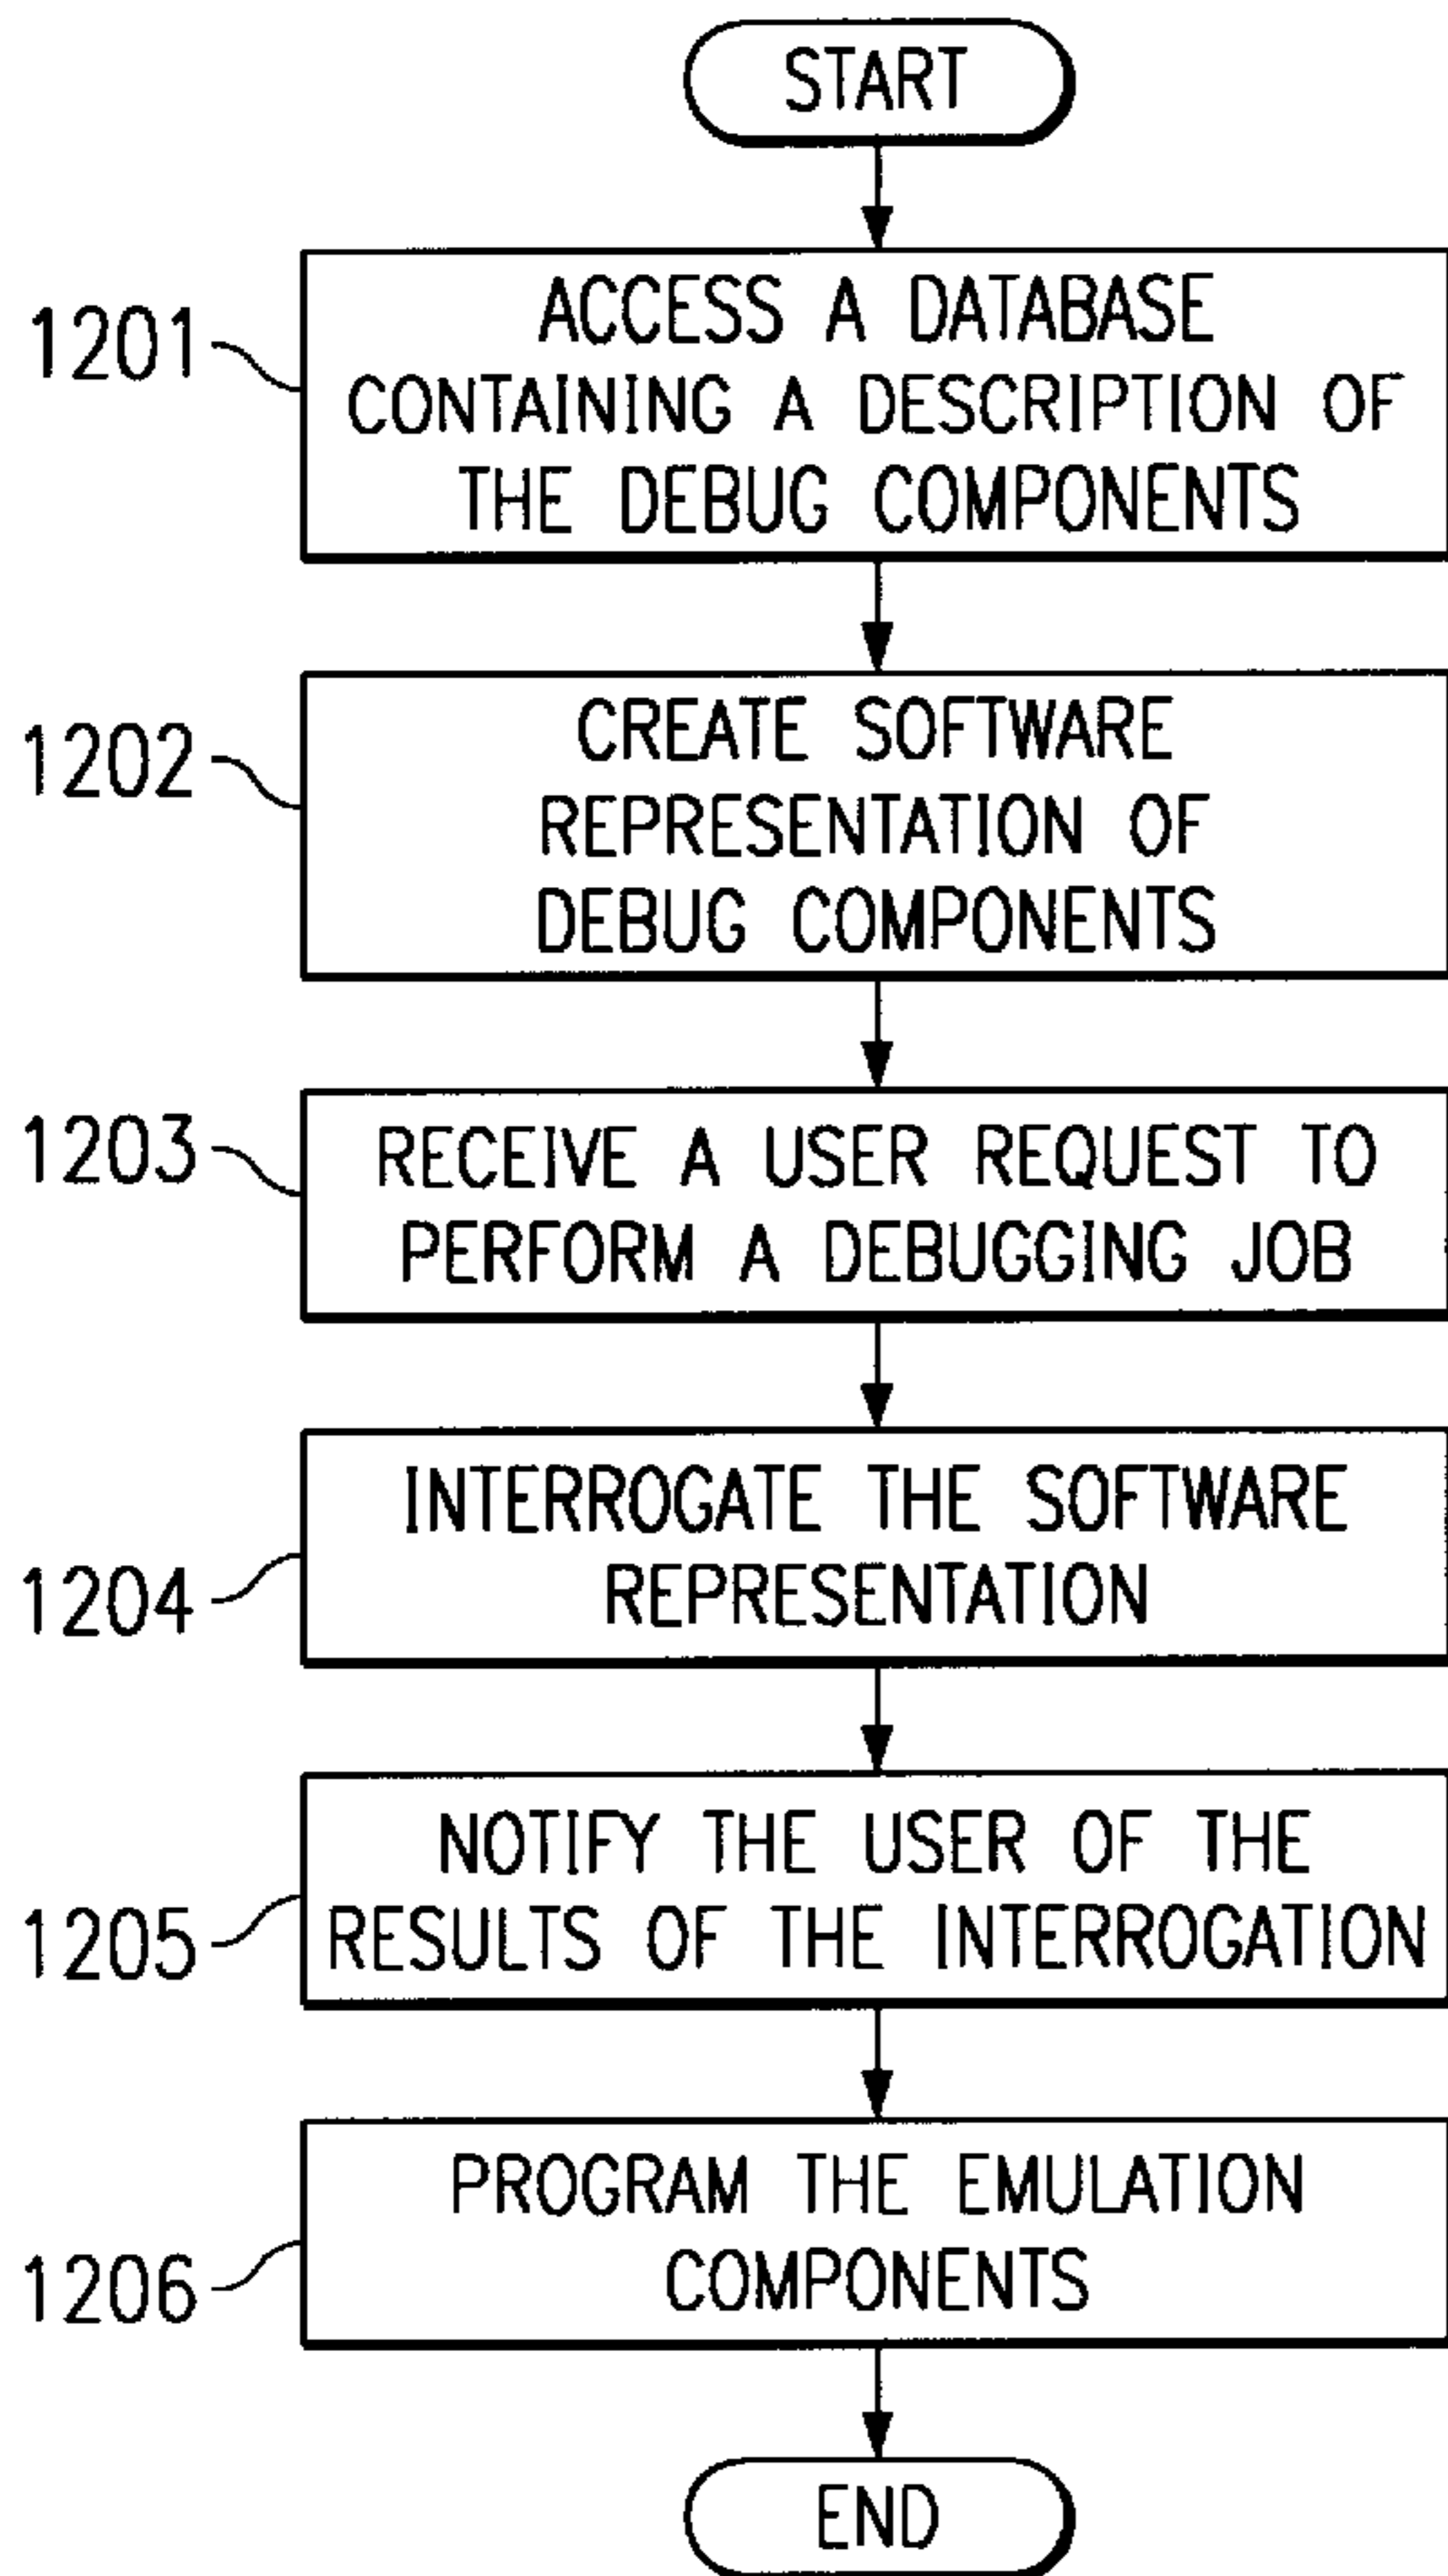 START
1201
ACCESS A DATABASE
CONTAINING A DESCRIPTION OF
THE DEBUG COMPONENTS
1202
CREATE SOFTWARE
REPRESENTATION OF
DEBUG COMPONENTS
1203
RECEIVE A USER REQUEST TO
PERFORM A DEBUGGING JOB
1204
INTERROGATE THE SOFTWARE
REPRESENTATION
1205
NOTIFY THE USER OF THE
RESULTS OF THE INTERROGATION
1206
PROGRAM THE EMULATION
COMPONENTS
END